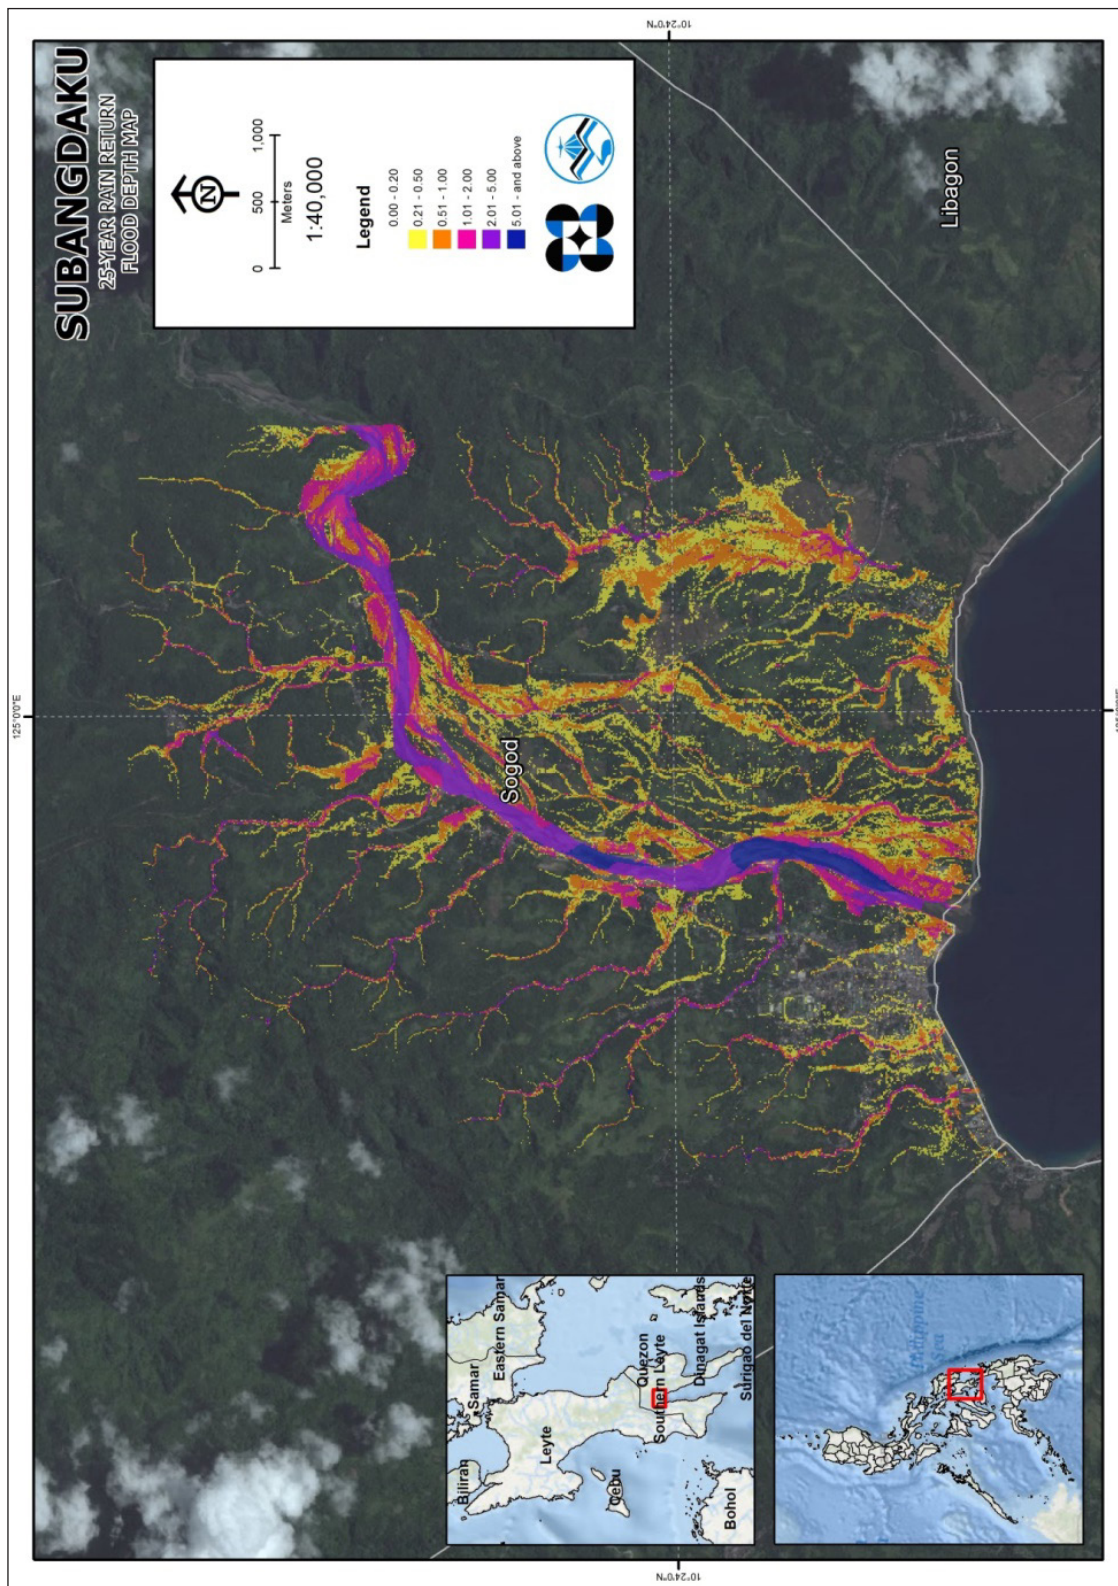 SUBANGDAKU
25-YEAR RAIN RETURN
FLOOD DEPTH MAP
N
0 500 1,000
Meters
1:40,000
Legend
0.00 - 0.20
0.21 - 0.50
0.51 - 1.00
1.01 - 2.00
2.01 - 5.00
5.01 - and above
125°0'0"E
10°24'0"N
10°24'0"N
Sogod
Libagon
Biliran
Samar
Eastern Samar
Leyte
Cebu
Quezon
Southern Leyte
Dinagat Islands
Bohol
Surigao del Norte
Philippine
Sea